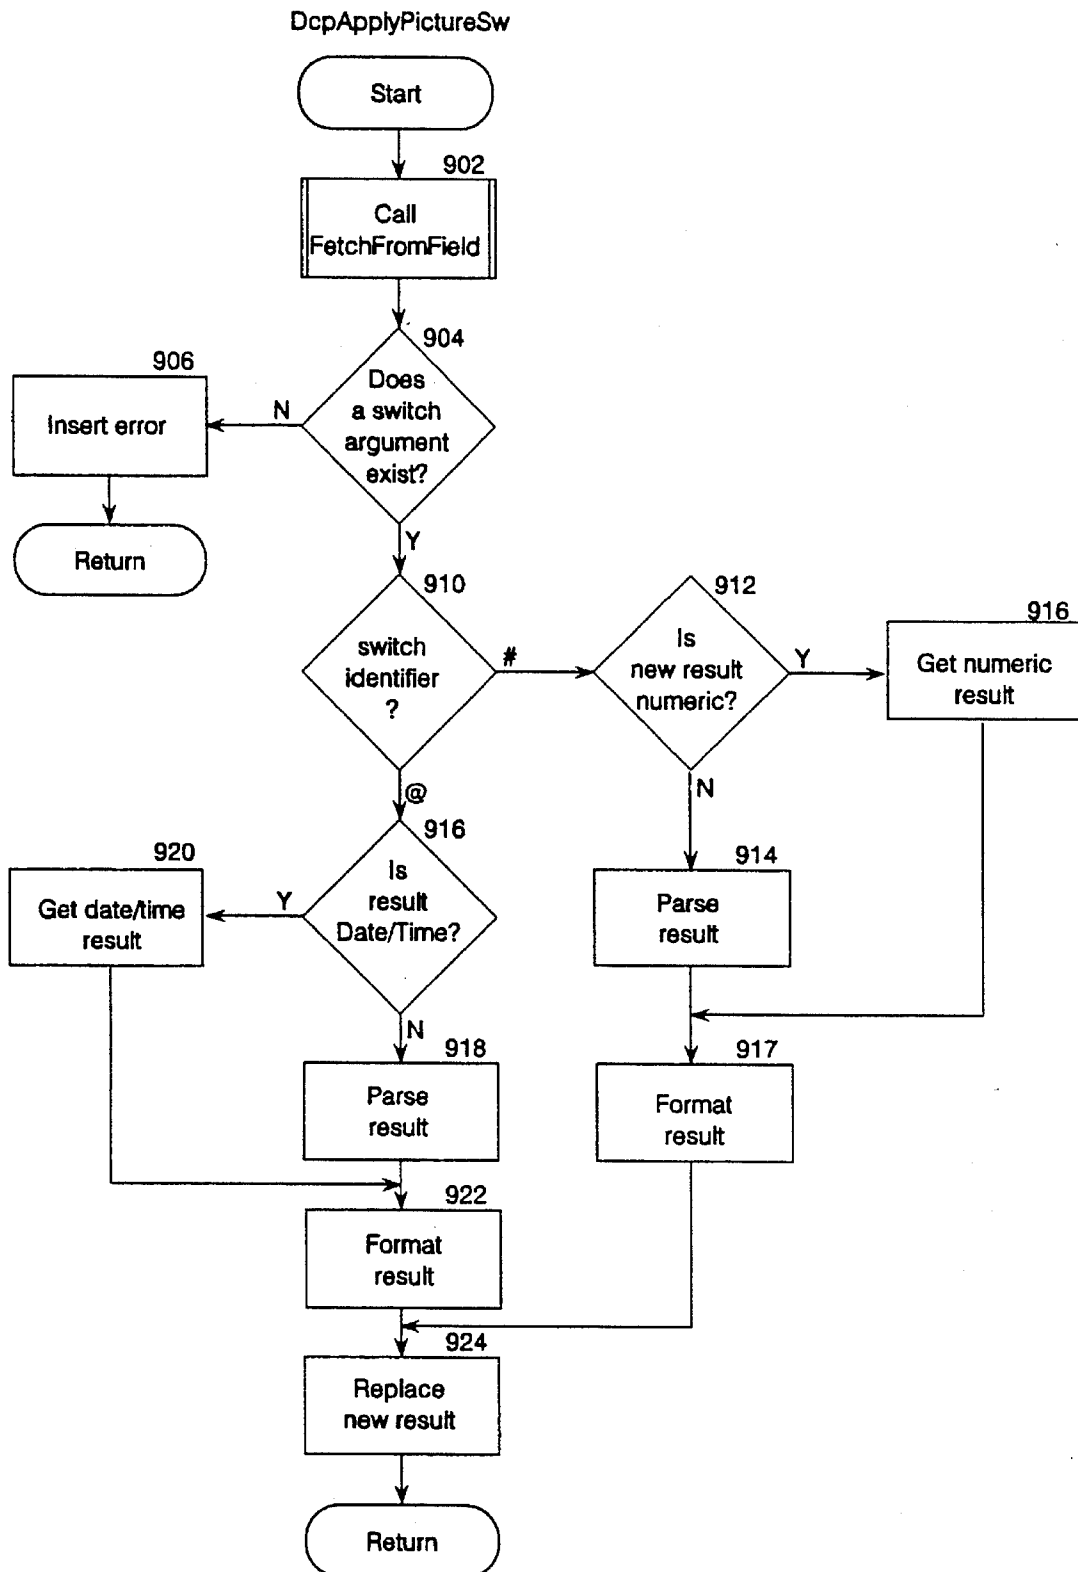 DcpApplyPictureSw
Start
902
Call
FetchFromField
904
Does
a switch
argument
exist?
N
906
Insert error
Return
Y
910
switch
identifier
?
#
912
Is
new result
numeric?
Y
916
Get numeric
result
N
914
Parse
result
917
Format
result
@
916
Is
result
Date/Time?
Y
920
Get date/time
result
N
918
Parse
result
922
Format
result
924
Replace
new result
Return